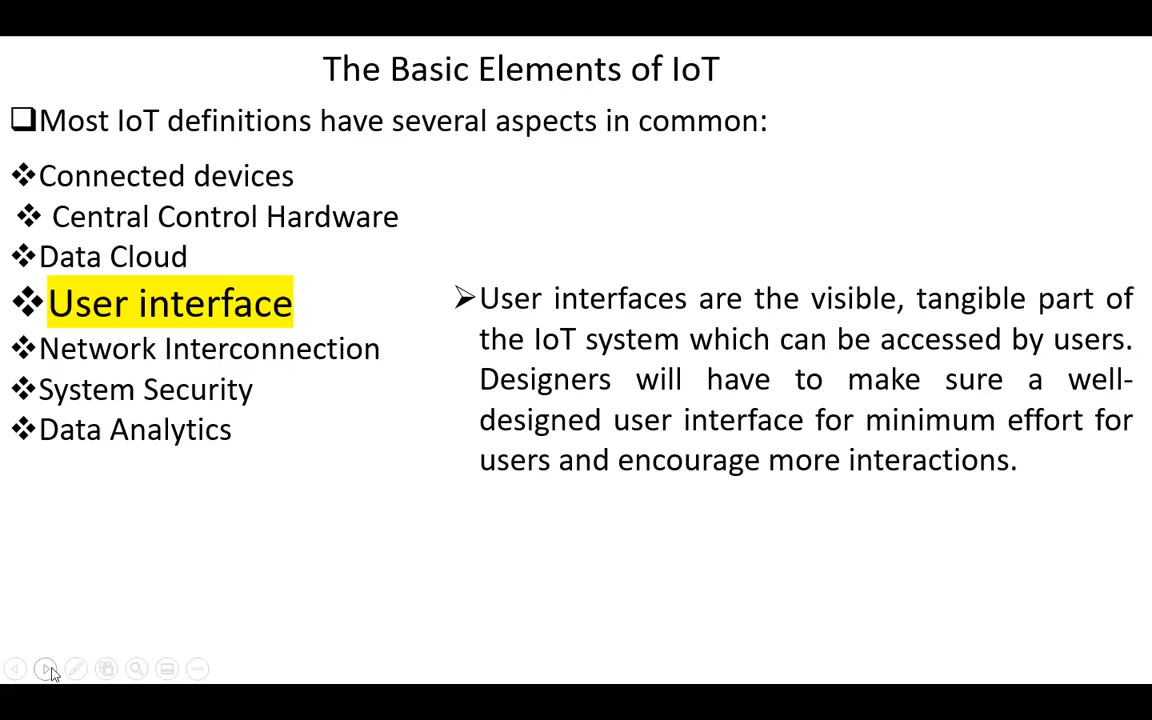 The Basic Elements of IoT
❑Most IoT definitions have several aspects in common:
❖Connected devices
❖ Central Control Hardware
❖Data Cloud
❖User interface
❖Network Interconnection
❖System Security
❖Data Analytics
➢User interfaces are the visible, tangible part of
the IoT system which can be accessed by users.
Designers will have to make sure a well-
designed user interface for minimum effort for
users and encourage more interactions.